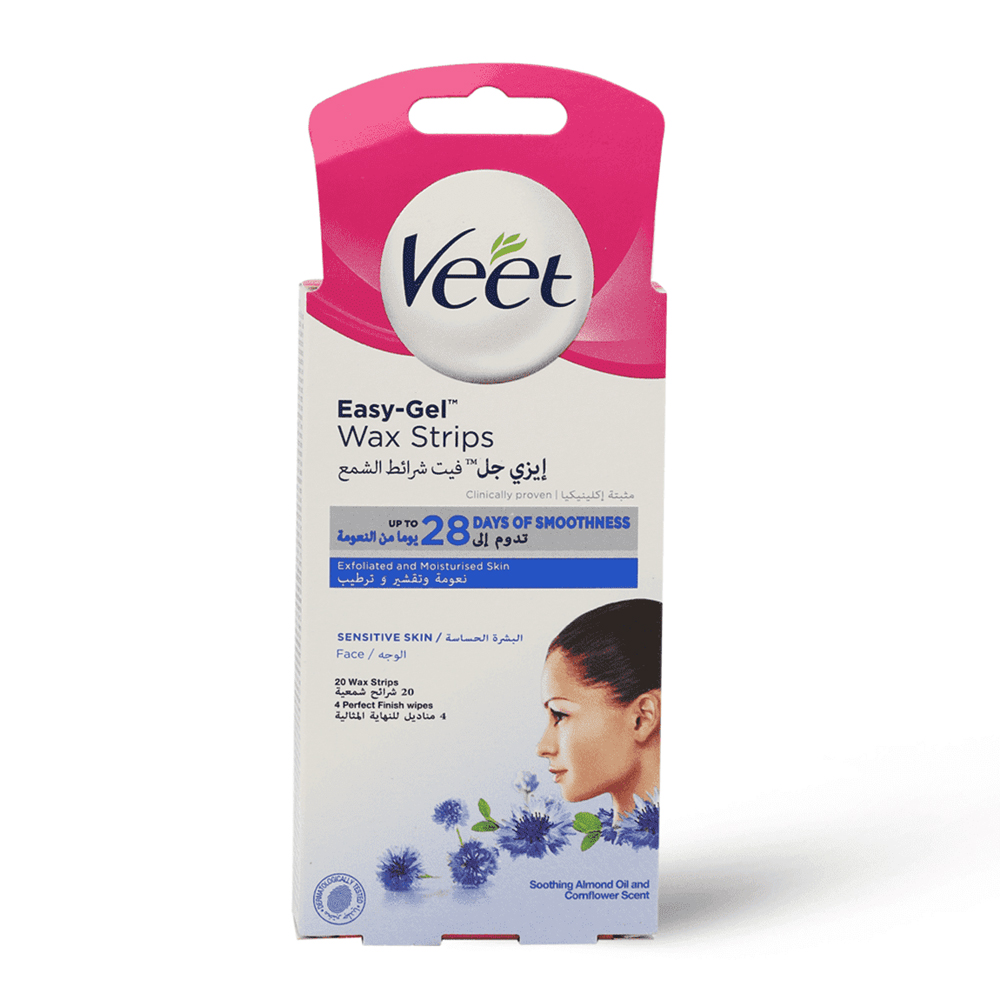 Veet
Easy-Gel™
Wax Strips
إيزي جل™ فيت شرائط الشمع
Clinically proven | مثبتة إكلينيكيا
UP TO 28 DAYS OF SMOOTHNESS
تدوم إلى 28 يوما من النعومة
Exfoliated and Moisturised Skin
نعومة وتقشير و ترطيب
SENSITIVE SKIN / البشرة الحساسة
Face / الوجه
20 Wax Strips
20 شرائح شمعية
4 Perfect Finish wipes
4 مناديل للنهاية المثالية
DERMATOLOGICALLY TESTED
Soothing Almond Oil and
Cornflower Scent